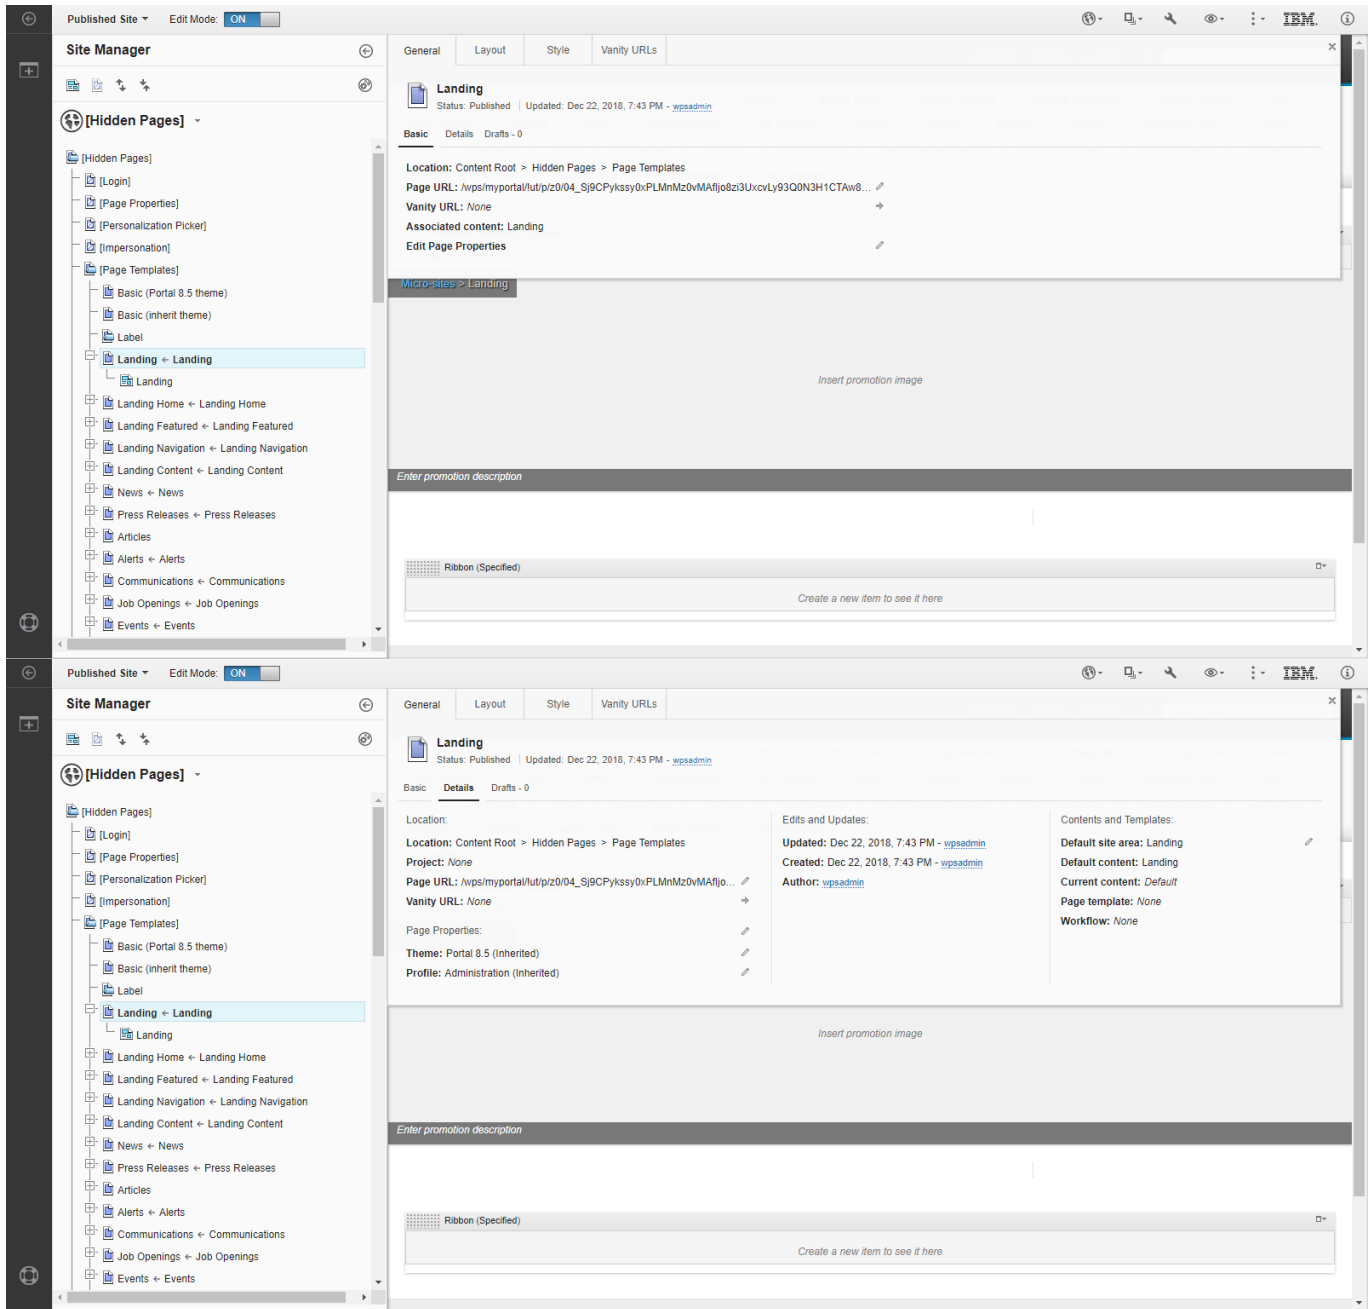 Published Site
Edit Mode: ON
IBM.
Site Manager
[Hidden Pages]
[Hidden Pages]
[Login]
[Page Properties]
[Personalization Picker]
[Impersonation]
[Page Templates]
Basic (Portal 8.5 theme)
Basic (inherit theme)
Label
Landing ← Landing
Landing
Landing Home ← Landing Home
Landing Featured ← Landing Featured
Landing Navigation ← Landing Navigation
Landing Content ← Landing Content
News ← News
Press Releases ← Press Releases
Articles
Alerts ← Alerts
Communications ← Communications
Job Openings ← Job Openings
Events ← Events
General Layout Style Vanity URLs
Landing
Status: Published | Updated: Dec 22, 2018, 7:43 PM - wpsadmin
Basic Details Drafts - 0
Location: Content Root > Hidden Pages > Page Templates
Page URL: /wps/myportal/!ut/p/z0/04_Sj9CPykssy0xPLMnMz0vMAfIjo8zi3UxcvLy93Q0N3H1CTAw8...
Vanity URL: None
Associated content: Landing
Edit Page Properties
Micro-sites > Landing
Insert promotion image
Enter promotion description
Ribbon (Specified)
Create a new item to see it here
Published Site
Edit Mode: ON
IBM.
Site Manager
[Hidden Pages]
[Hidden Pages]
[Login]
[Page Properties]
[Personalization Picker]
[Impersonation]
[Page Templates]
Basic (Portal 8.5 theme)
Basic (inherit theme)
Label
Landing ← Landing
Landing
Landing Home ← Landing Home
Landing Featured ← Landing Featured
Landing Navigation ← Landing Navigation
Landing Content ← Landing Content
News ← News
Press Releases ← Press Releases
Articles
Alerts ← Alerts
Communications ← Communications
Job Openings ← Job Openings
Events ← Events
General Layout Style Vanity URLs
Landing
Status: Published | Updated: Dec 22, 2018, 7:43 PM - wpsadmin
Basic Details Drafts - 0
Location:
Location: Content Root > Hidden Pages > Page Templates
Project: None
Page URL: /wps/myportal/!ut/p/z0/04_Sj9CPykssy0xPLMnMz0vMAfIjo...
Vanity URL: None
Page Properties:
Theme: Portal 8.5 (Inherited)
Profile: Administration (Inherited)
Edits and Updates:
Updated: Dec 22, 2018, 7:43 PM - wpsadmin
Created: Dec 22, 2018, 7:43 PM - wpsadmin
Author: wpsadmin
Contents and Templates:
Default site area: Landing
Default content: Landing
Current content: Default
Page template: None
Workflow: None
Insert promotion image
Enter promotion description
Ribbon (Specified)
Create a new item to see it here